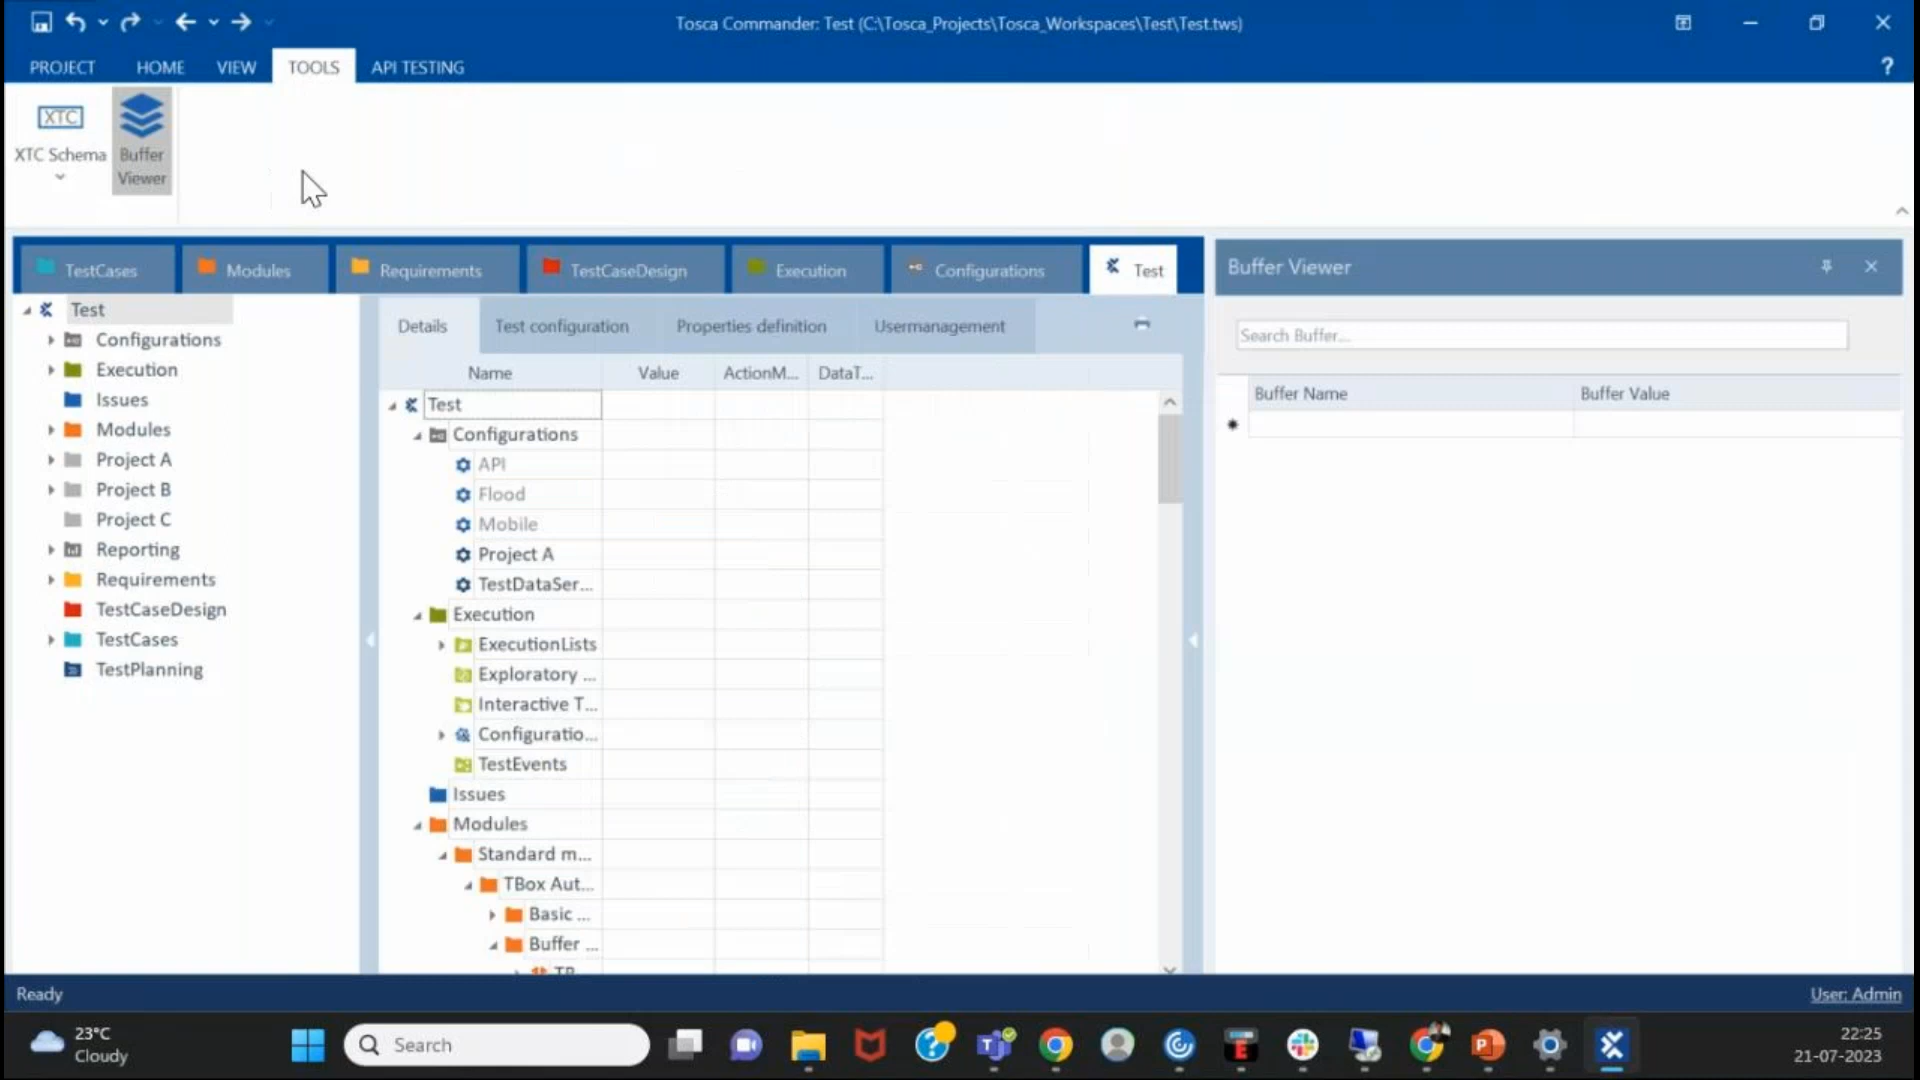 Tosca Commander: Test (C:\Tosca_Projects\Tosca_Workspaces\Test\Test.tws)
PROJECT HOME VIEW TOOLS API TESTING ?
XTC
XTC Schema
Buffer
Viewer
TestCases Modules Requirements TestCaseDesign Execution Configurations Test
Test
Configurations
Execution
Issues
Modules
Project A
Project B
Project C
Reporting
Requirements
TestCaseDesign
TestCases
TestPlanning
Details Test configuration Properties definition Usermanagement
Name Value ActionM... DataT...
Test
Configurations
API
Flood
Mobile
Project A
TestDataSer...
Execution
ExecutionLists
Exploratory ...
Interactive T...
Configuratio...
TestEvents
Issues
Modules
Standard m...
TBox Aut...
Basic ...
Buffer ...
Buffer Viewer
Search Buffer...
Buffer Name Buffer Value
Ready
User: Admin
23°C
Cloudy
Search
22:25
21-07-2023